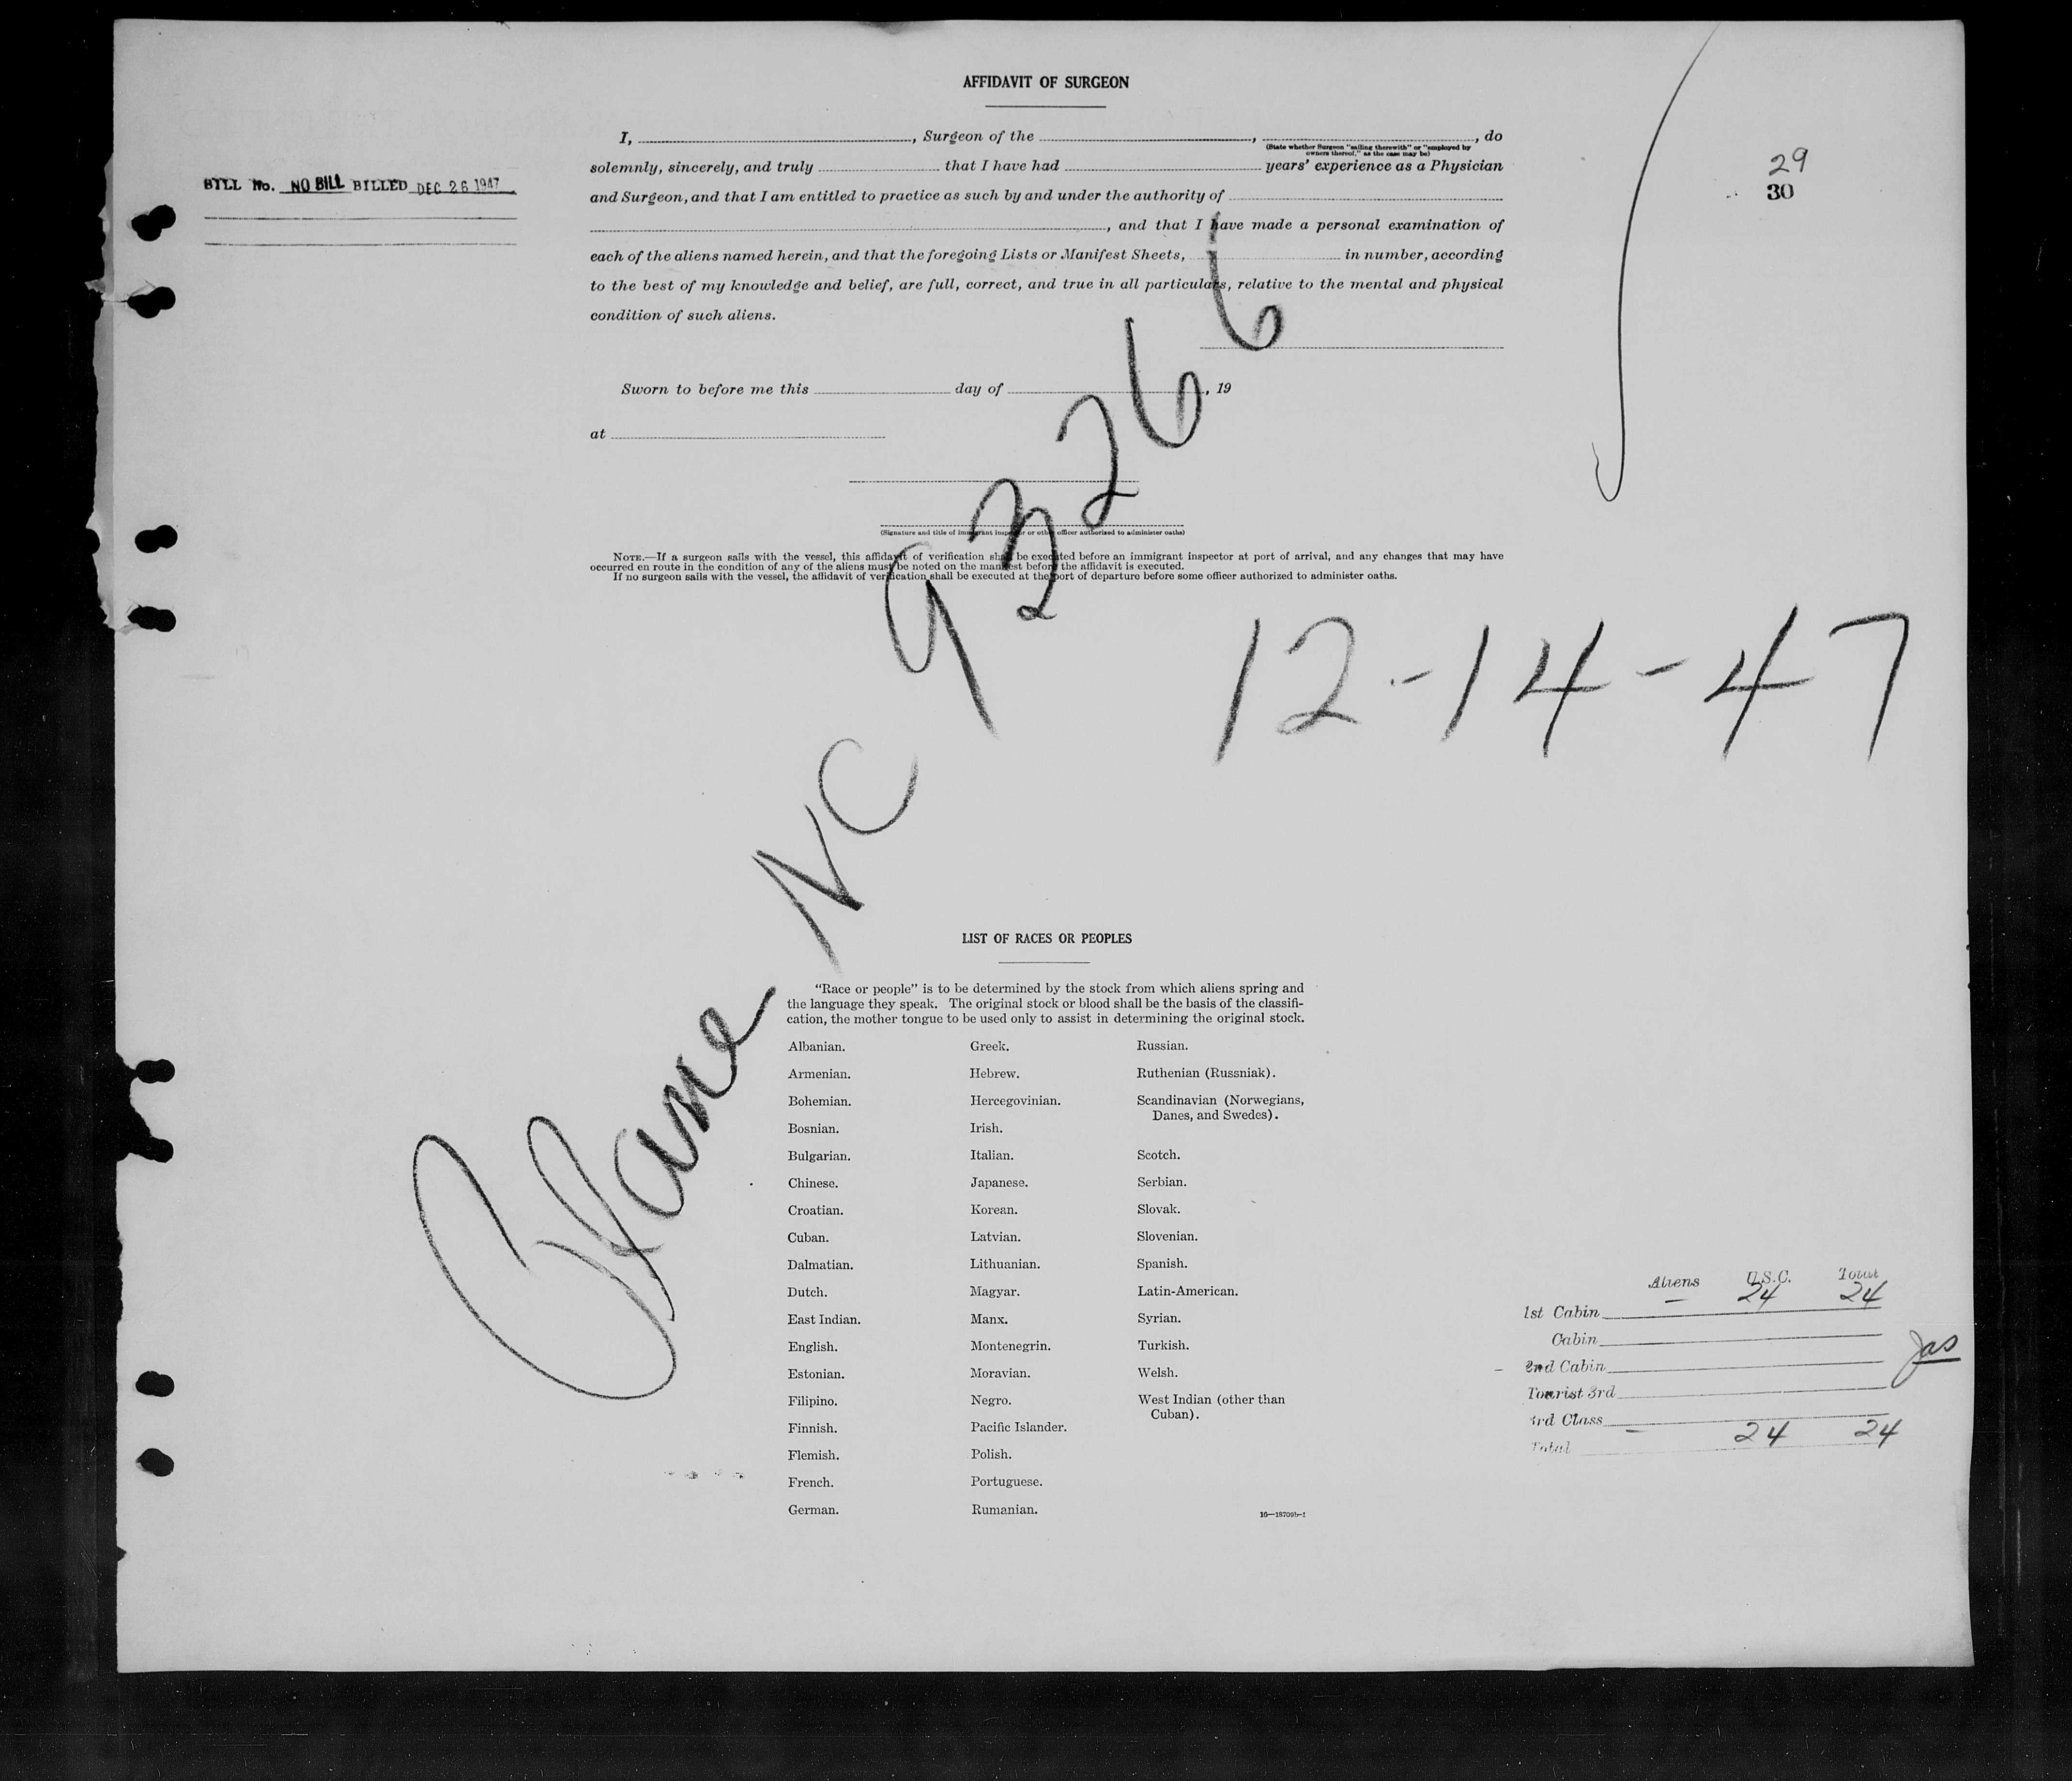 AFFIDAVIT OF SURGEON
I, , Surgeon of the , , do
(State whether Surgeon "sailing therewith" or "employed by
owners thereof," as the case may be)
solemnly, sincerely, and truly that I have had years' experience as a Physician
and Surgeon, and that I am entitled to practice as such by and under the authority of
, and that I have made a personal examination of
each of the aliens named herein, and that the foregoing Lists or Manifest Sheets, in number, according
to the best of my knowledge and belief, are full, correct, and true in all particulars, relative to the mental and physical
condition of such aliens.
Sworn to before me this day of , 19
at
(Signature and title of immigrant inspector or other officer authorized to administer oaths)
NOTE.—If a surgeon sails with the vessel, this affidavit of verification shall be executed before an immigrant inspector at port of arrival, and any changes that may have
occurred en route in the condition of any of the aliens must be noted on the manifest before the affidavit is executed.
If no surgeon sails with the vessel, the affidavit of verification shall be executed at the port of departure before some officer authorized to administer oaths.
BILL No. NO BILL BILLED DEC 26 1947
29
30
Plane NC 93266
12-14-47
LIST OF RACES OR PEOPLES
"Race or people" is to be determined by the stock from which aliens spring and
the language they speak. The original stock or blood shall be the basis of the classifi-
cation, the mother tongue to be used only to assist in determining the original stock.
Albanian.
Armenian.
Bohemian.
Bosnian.
Bulgarian.
Chinese.
Croatian.
Cuban.
Dalmatian.
Dutch.
East Indian.
English.
Estonian.
Filipino.
Finnish.
Flemish.
French.
German.
Greek.
Hebrew.
Hercegovinian.
Irish.
Italian.
Japanese.
Korean.
Latvian.
Lithuanian.
Magyar.
Manx.
Montenegrin.
Moravian.
Negro.
Pacific Islander.
Polish.
Portuguese.
Rumanian.
Russian.
Ruthenian (Russniak).
Scandinavian (Norwegians,
Danes, and Swedes).
Scotch.
Serbian.
Slovak.
Slovenian.
Spanish.
Latin-American.
Syrian.
Turkish.
Welsh.
West Indian (other than
Cuban).
16—18709b-1
Aliens U.S.C. Total
1st Cabin — 24 24
Cabin
2nd Cabin
Tourist 3rd
3rd Class
Total — 24 24
Jas